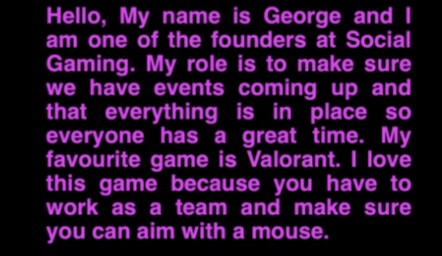 Hello, My name is George and I
am one of the founders at Social
Gaming. My role is to make sure
we have events coming up and
that everything is in place so
everyone has a great time. My
favourite game is Valorant. I love
this game because you have to
work as a team and make sure
you can aim with a mouse.